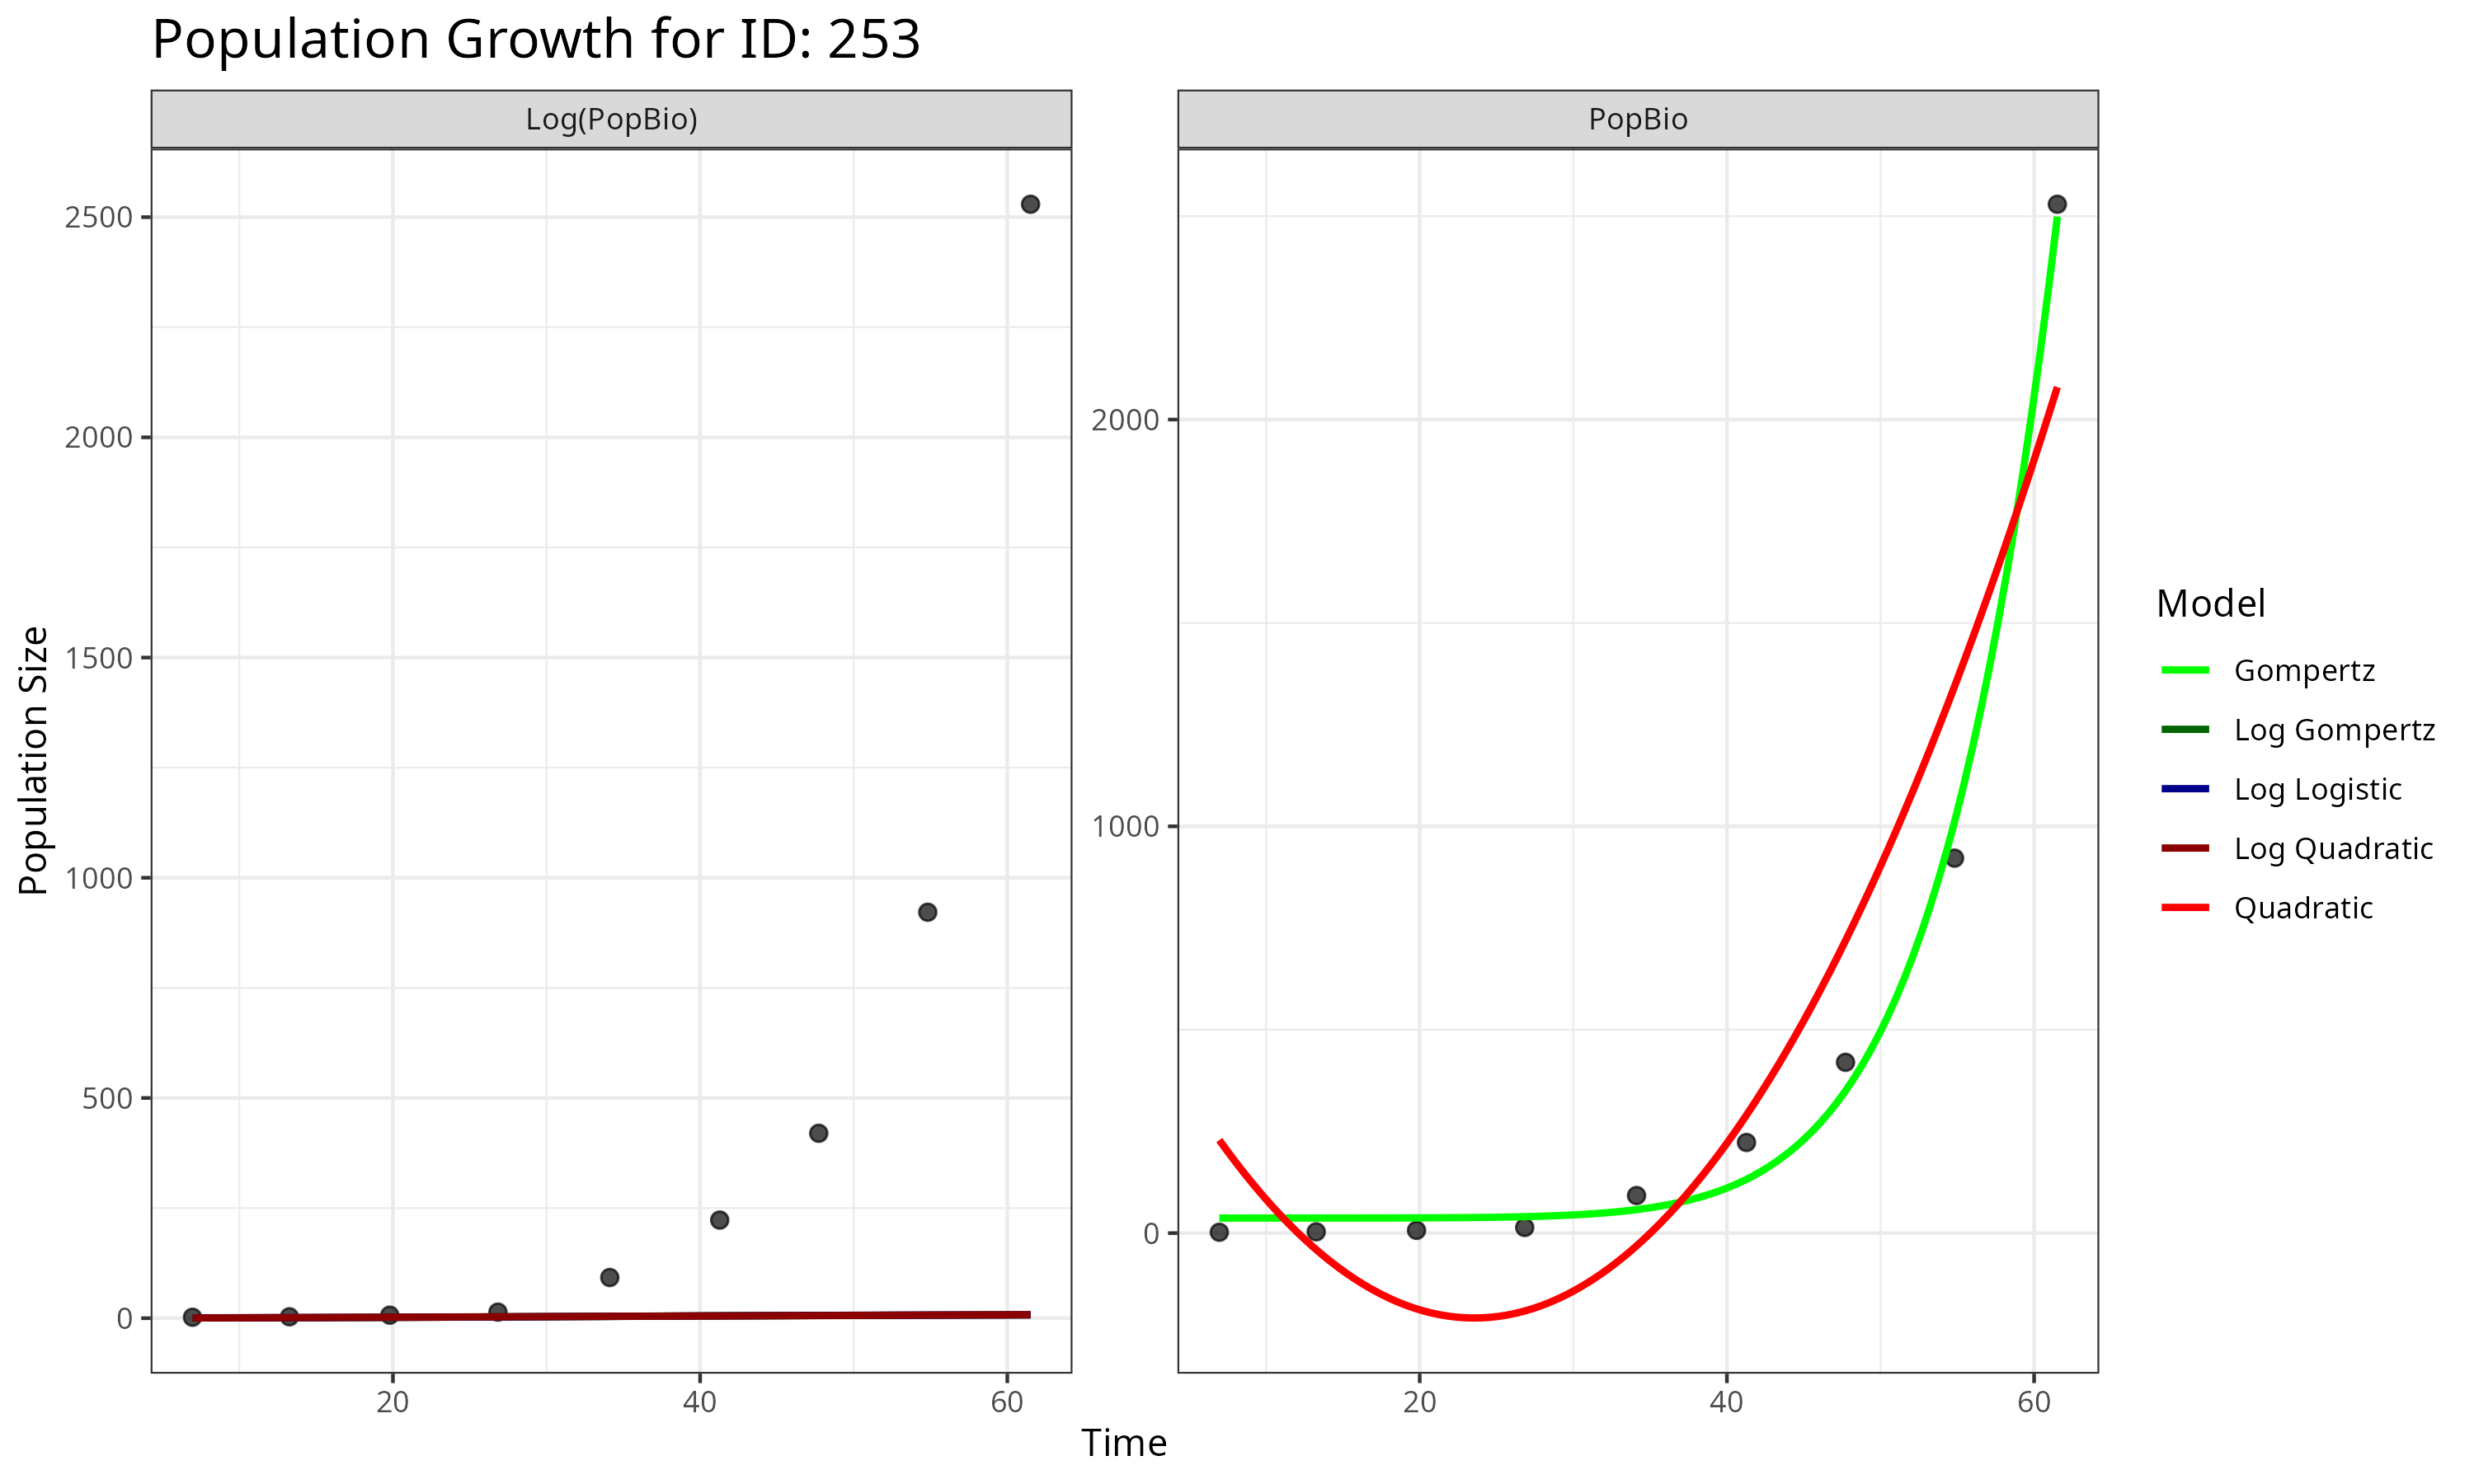 Population Growth for ID: 253
Log(PopBio)
PopBio
Population Size
2500
2000
1500
1000
500
0
2000
1000
0
20
40
60
20
40
60
Time
Model
Gompertz
Log Gompertz
Log Logistic
Log Quadratic
Quadratic